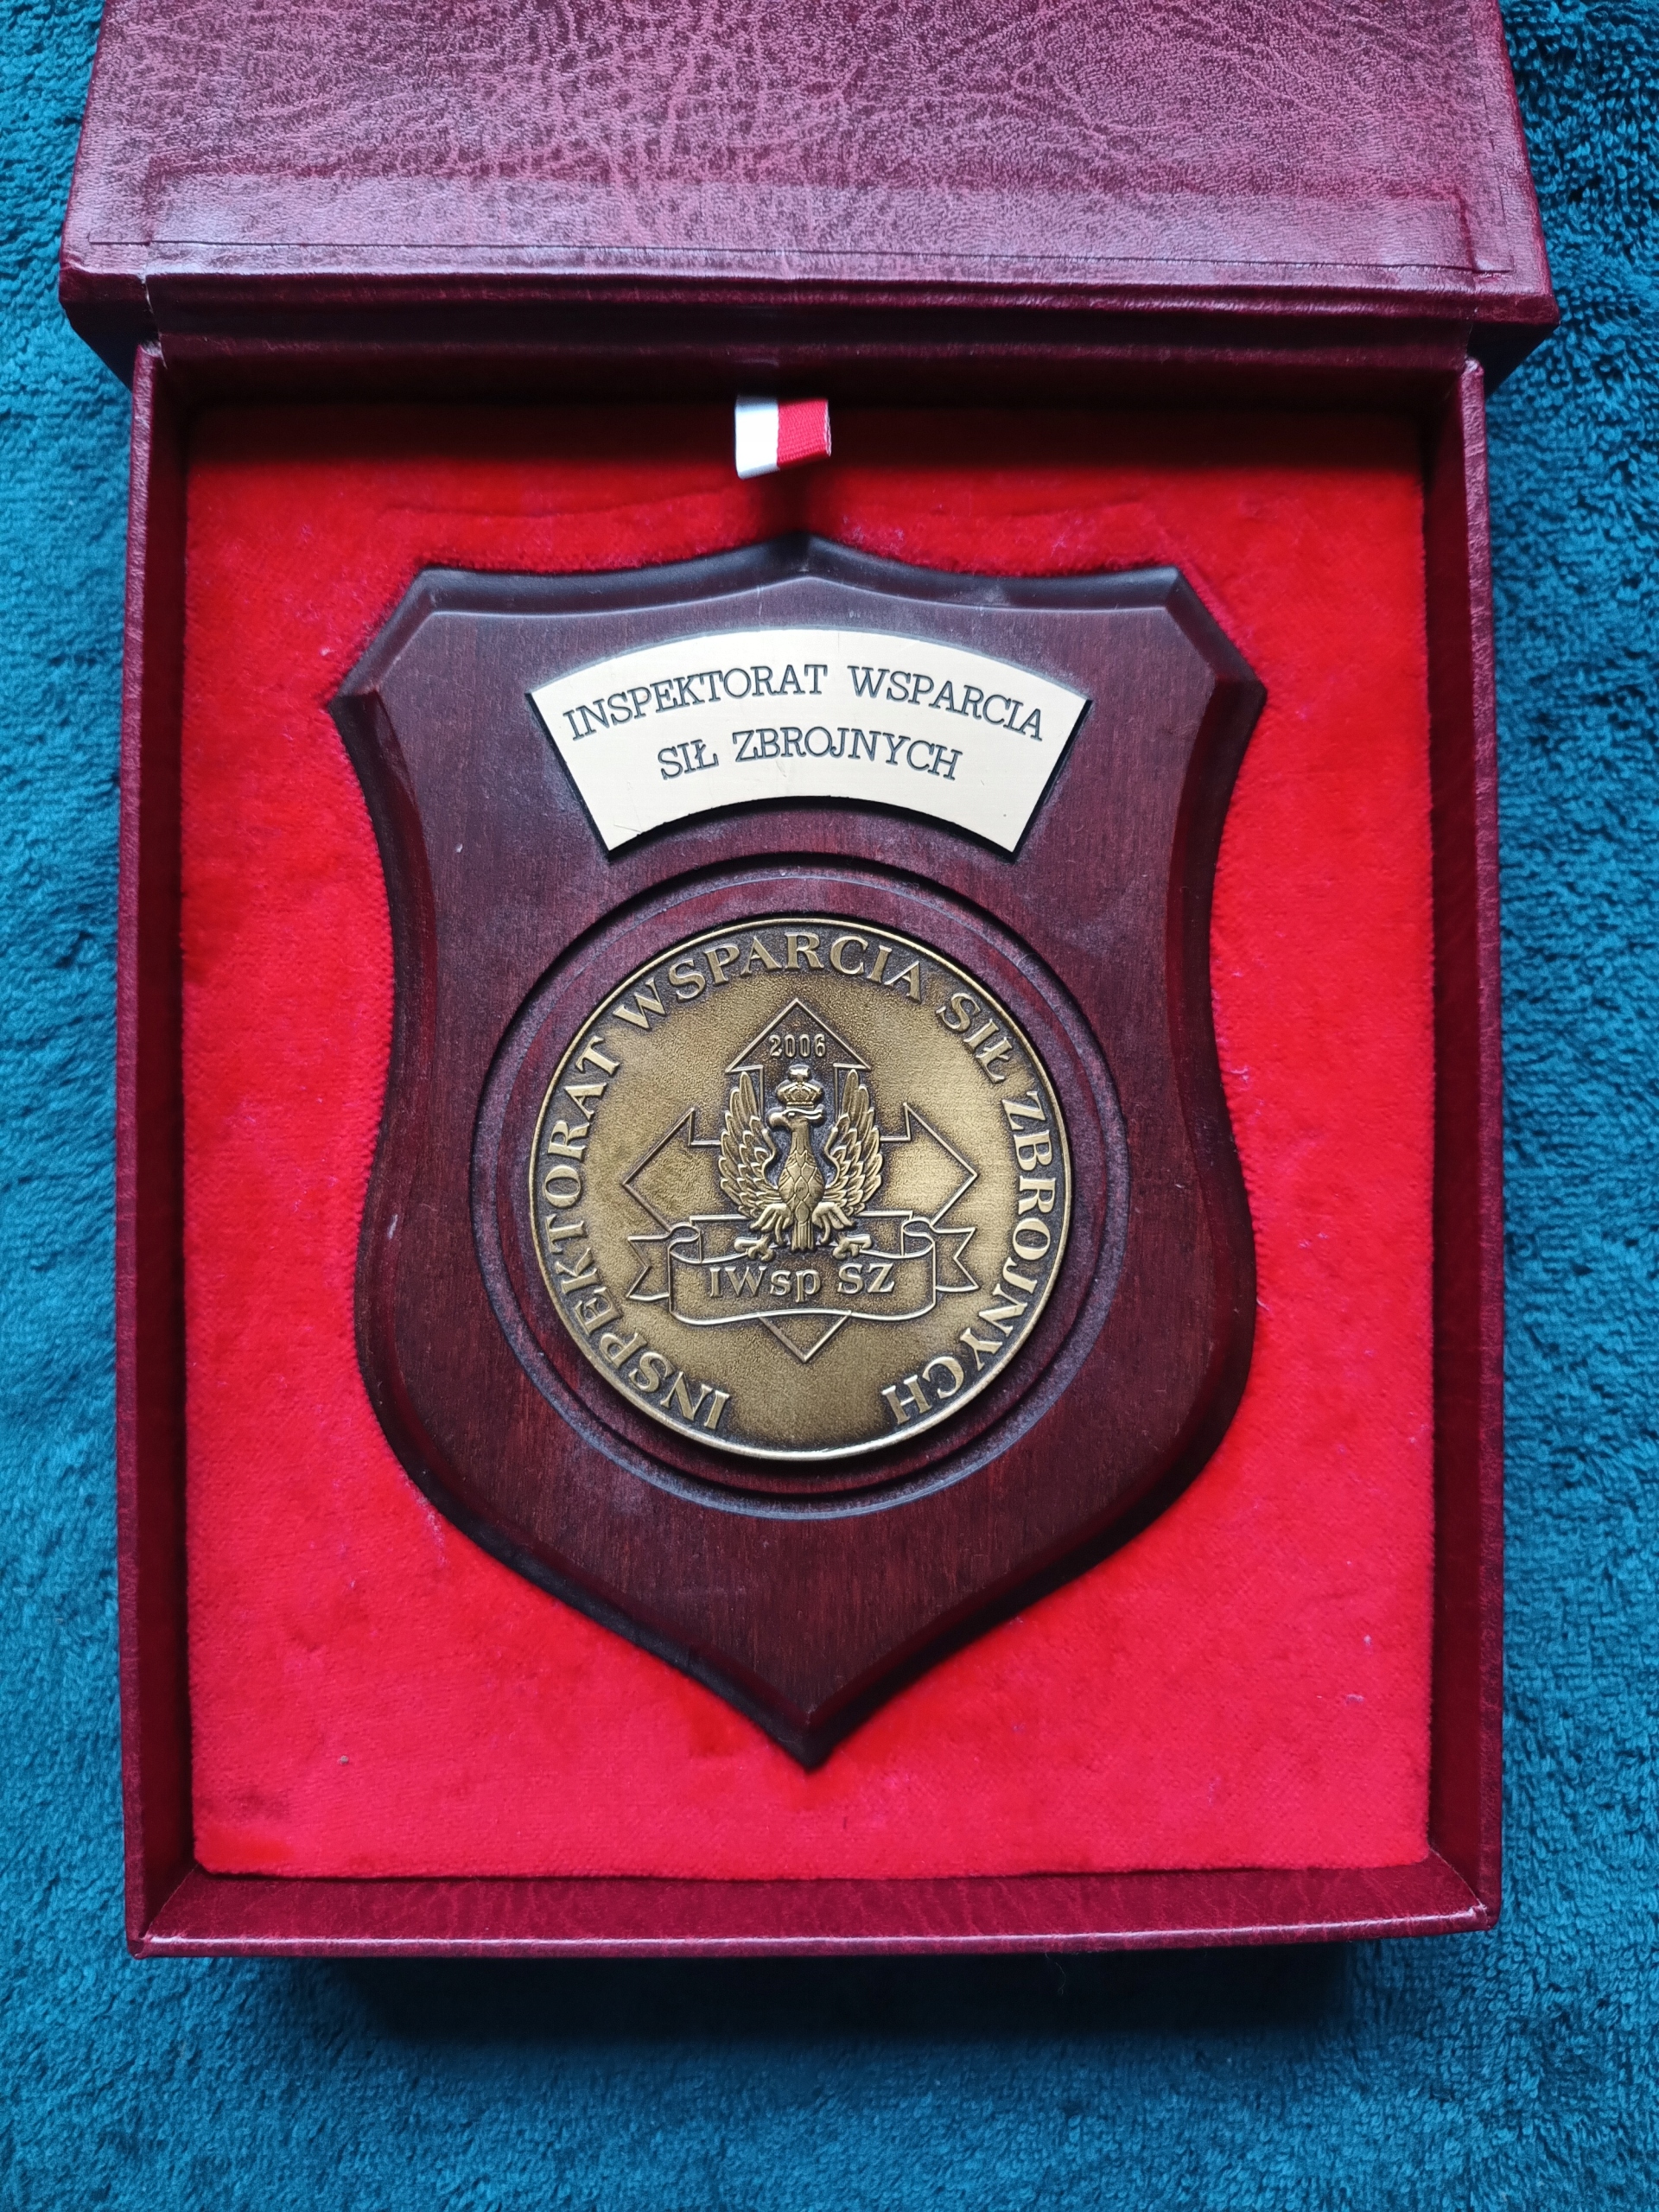 INSPEKTORAT WSPARCIA
SIŁ ZBROJNYCH
INSPEKTORAT WSPARCIA SIŁ ZBROJNYCH
2006
IWsp SZ